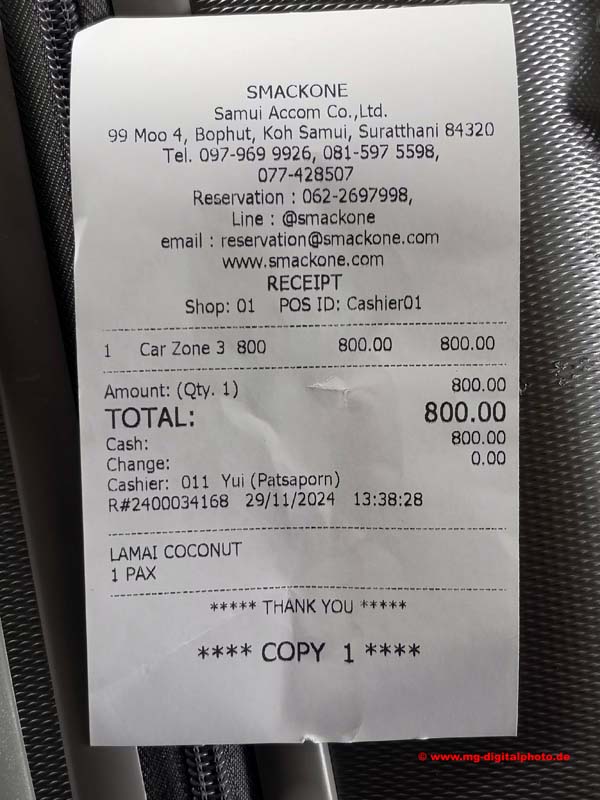 SMACKONE
Samui Accom Co.,Ltd.
99 Moo 4, Bophut, Koh Samui, Suratthani 84320
Tel. 097-969 9926, 081-597 5598,
077-428507
Reservation : 062-2697998,
Line : @smackone
email : reservation@smackone.com
www.smackone.com
RECEIPT
Shop: 01 POS ID: Cashier01
1 Car Zone 3 800 800.00 800.00
Amount: (Qty. 1) 800.00
TOTAL: 800.00
Cash: 800.00
Change: 0.00
Cashier: 011 Yui (Patsaporn)
R#2400034168 29/11/2024 13:38:28
LAMAI COCONUT
1 PAX
***** THANK YOU *****
**** COPY 1 ****
© www.mg-digitalphoto.de